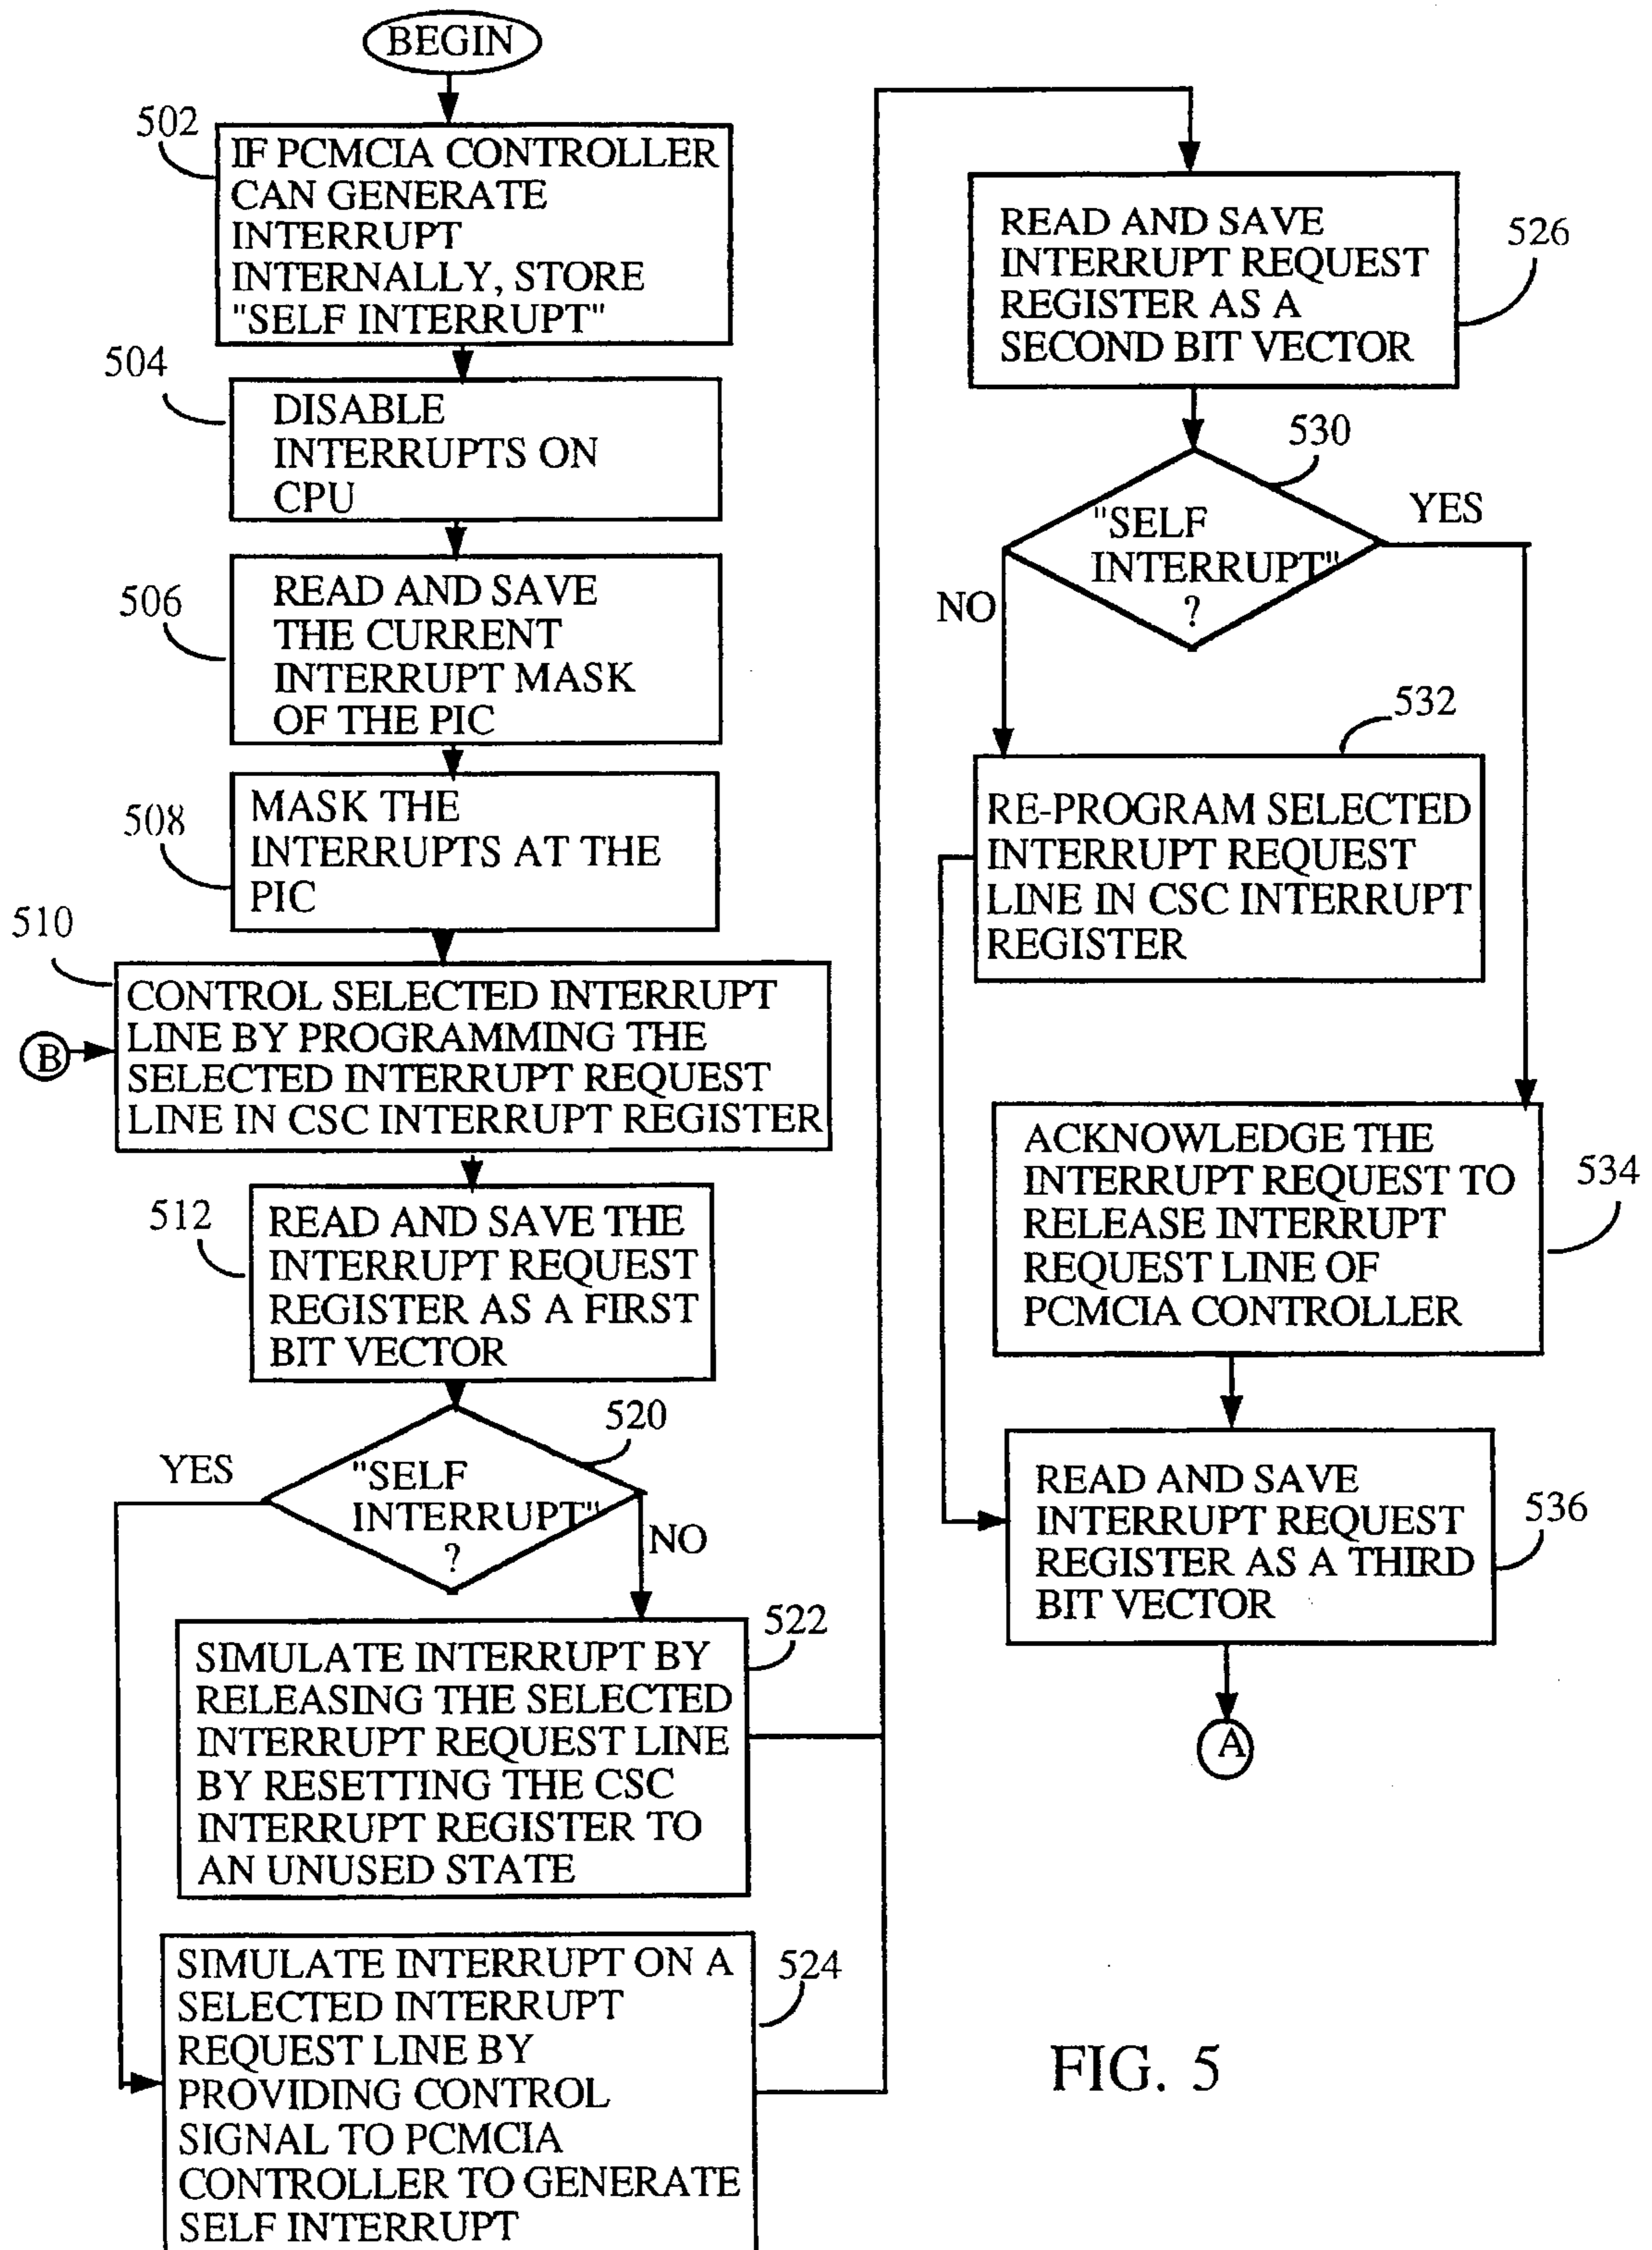 BEGIN
502
IF PCMCIA CONTROLLER
CAN GENERATE
INTERRUPT
INTERNALLY, STORE
"SELF INTERRUPT"
504
DISABLE
INTERRUPTS ON
CPU
506
READ AND SAVE
THE CURRENT
INTERRUPT MASK
OF THE PIC
508
MASK THE
INTERRUPTS AT THE
PIC
510
B
CONTROL SELECTED INTERRUPT
LINE BY PROGRAMMING THE
SELECTED INTERRUPT REQUEST
LINE IN CSC INTERRUPT REGISTER
512
READ AND SAVE THE
INTERRUPT REQUEST
REGISTER AS A FIRST
BIT VECTOR
520
YES
"SELF
INTERRUPT"
?
NO
522
SIMULATE INTERRUPT BY
RELEASING THE SELECTED
INTERRUPT REQUEST LINE
BY RESETTING THE CSC
INTERRUPT REGISTER TO
AN UNUSED STATE
524
SIMULATE INTERRUPT ON A
SELECTED INTERRUPT
REQUEST LINE BY
PROVIDING CONTROL
SIGNAL TO PCMCIA
CONTROLLER TO GENERATE
SELF INTERRUPT
526
READ AND SAVE
INTERRUPT REQUEST
REGISTER AS A
SECOND BIT VECTOR
530
YES
"SELF
INTERRUPT"
?
NO
532
RE-PROGRAM SELECTED
INTERRUPT REQUEST
LINE IN CSC INTERRUPT
REGISTER
534
ACKNOWLEDGE THE
INTERRUPT REQUEST TO
RELEASE INTERRUPT
REQUEST LINE OF
PCMCIA CONTROLLER
536
READ AND SAVE
INTERRUPT REQUEST
REGISTER AS A THIRD
BIT VECTOR
A
FIG. 5